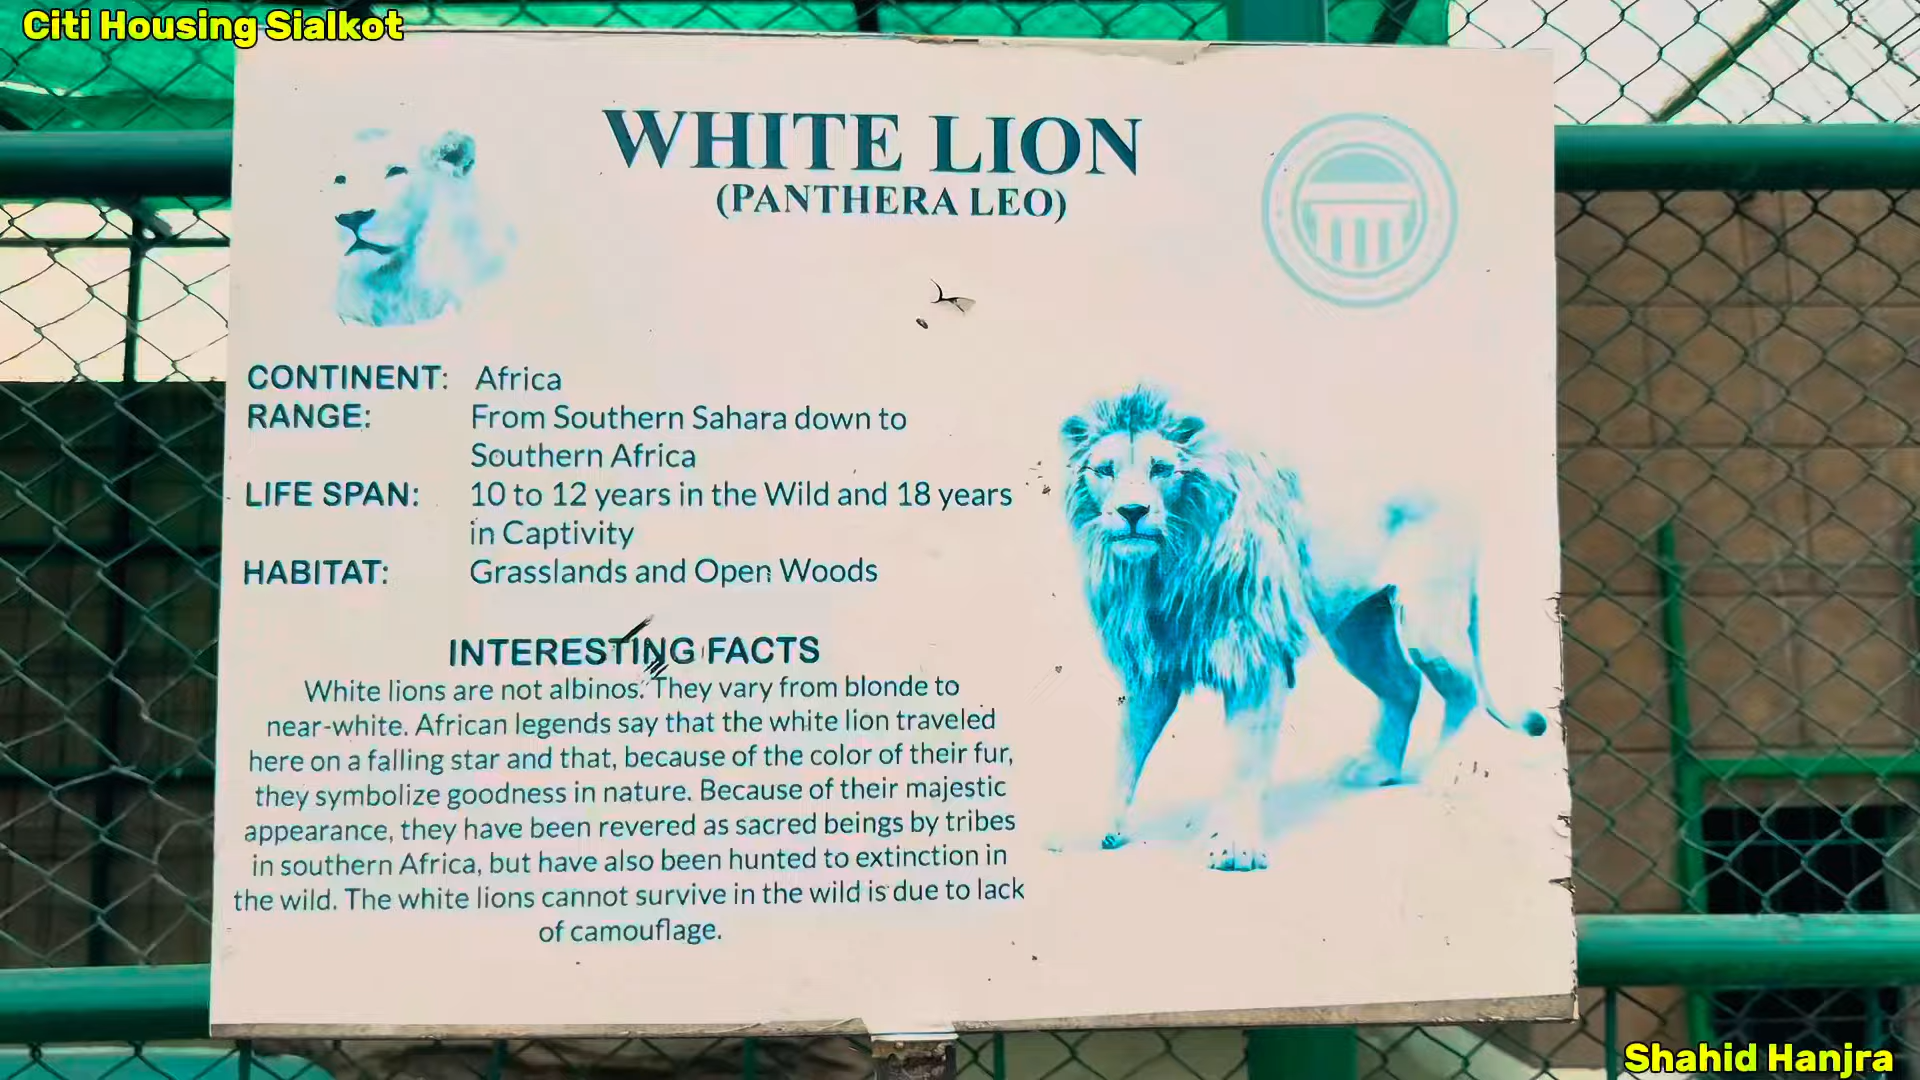 Citi Housing Sialkot
WHITE LION
(PANTHERA LEO)
CONTINENT: Africa
RANGE: From Southern Sahara down to
Southern Africa
LIFE SPAN: 10 to 12 years in the Wild and 18 years
in Captivity
HABITAT: Grasslands and Open Woods
INTERESTING FACTS
White lions are not albinos. They vary from blonde to
near-white. African legends say that the white lion traveled
here on a falling star and that, because of the color of their fur,
they symbolize goodness in nature. Because of their majestic
appearance, they have been revered as sacred beings by tribes
in southern Africa, but have also been hunted to extinction in
the wild. The white lions cannot survive in the wild is due to lack
of camouflage.
Shahid Hanjra